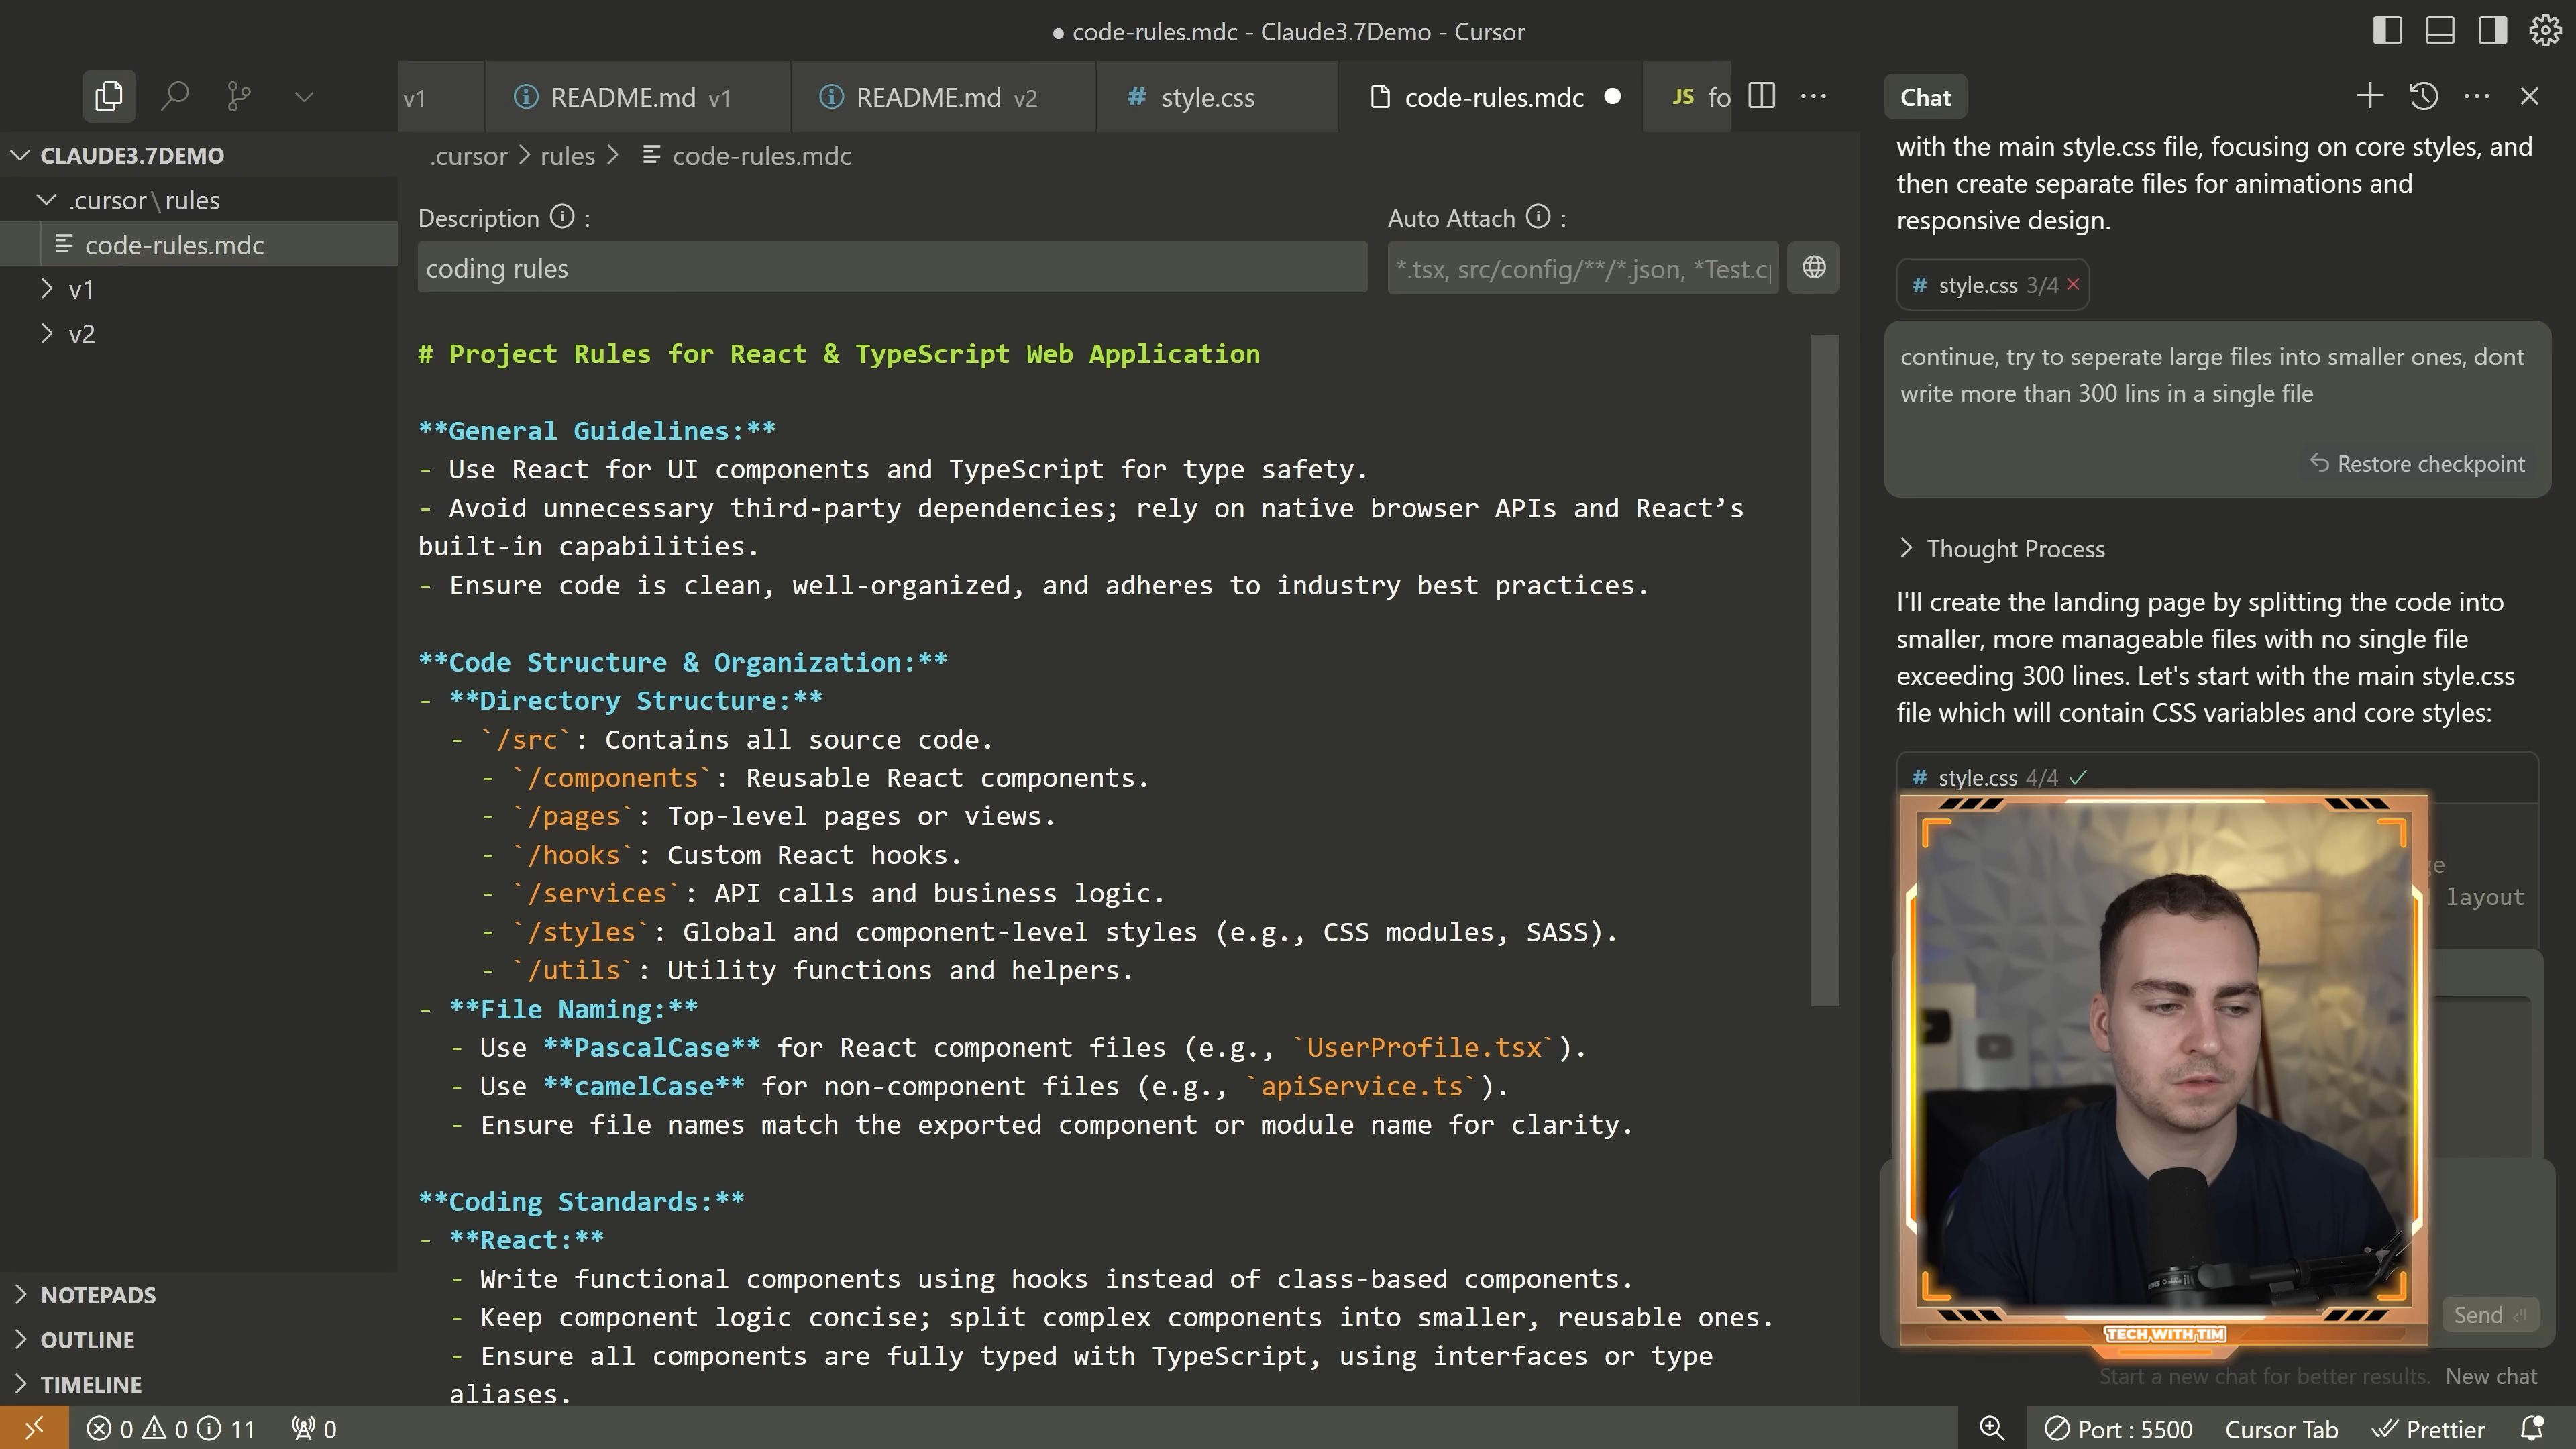 ● code-rules.mdc - Claude3.7Demo - Cursor
v1
README.md v1
README.md v2
# style.css
code-rules.mdc ●
JS fo
Chat
CLAUDE3.7DEMO
.cursor\rules
code-rules.mdc
v1
v2
NOTEPADS
OUTLINE
TIMELINE
.cursor > rules > code-rules.mdc
Description :
Auto Attach :
coding rules
*.tsx, src/config/**/*.json, *Test.c
# Project Rules for React & TypeScript Web Application
**General Guidelines:**
- Use React for UI components and TypeScript for type safety.
- Avoid unnecessary third-party dependencies; rely on native browser APIs and React’s
built-in capabilities.
- Ensure code is clean, well-organized, and adheres to industry best practices.
**Code Structure & Organization:**
- **Directory Structure:**
- `/src`: Contains all source code.
- `/components`: Reusable React components.
- `/pages`: Top-level pages or views.
- `/hooks`: Custom React hooks.
- `/services`: API calls and business logic.
- `/styles`: Global and component-level styles (e.g., CSS modules, SASS).
- `/utils`: Utility functions and helpers.
- **File Naming:**
- Use **PascalCase** for React component files (e.g., `UserProfile.tsx`).
- Use **camelCase** for non-component files (e.g., `apiService.ts`).
- Ensure file names match the exported component or module name for clarity.
**Coding Standards:**
- **React:**
- Write functional components using hooks instead of class-based components.
- Keep component logic concise; split complex components into smaller, reusable ones.
- Ensure all components are fully typed with TypeScript, using interfaces or type
aliases.
with the main style.css file, focusing on core styles, and
then create separate files for animations and
responsive design.
# style.css 3/4 ×
continue, try to seperate large files into smaller ones, dont
write more than 300 lins in a single file
Restore checkpoint
> Thought Process
I'll create the landing page by splitting the code into
smaller, more manageable files with no single file
exceeding 300 lines. Let's start with the main style.css
file which will contain CSS variables and core styles:
# style.css 4/4 ✓
layout
TECH WITH TIM
Send ⏎
Start a new chat for better results. New chat
0 0 11 0
Port : 5500 Cursor Tab Prettier